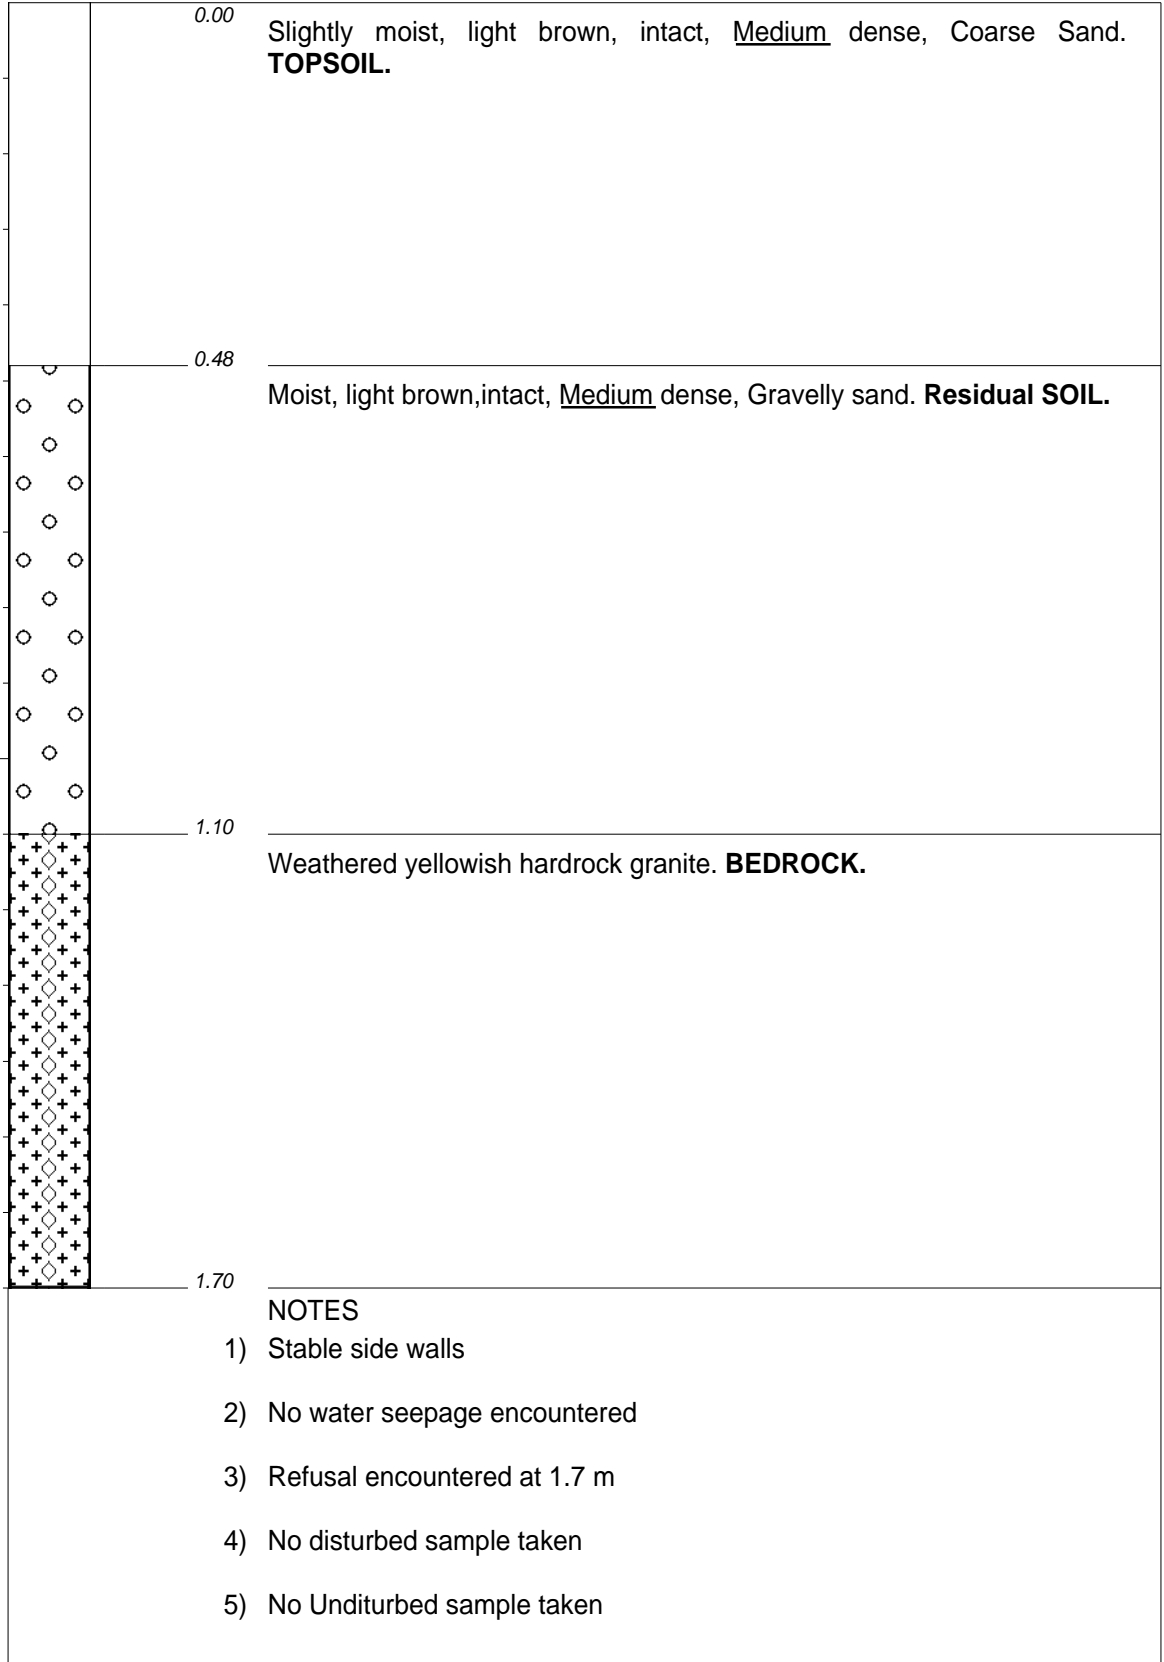 0.00
Slightly moist, light brown, intact, Medium dense, Coarse Sand.
TOPSOIL.
0.48
Moist, light brown,intact, Medium dense, Gravelly sand. Residual SOIL.
1.10
Weathered yellowish hardrock granite. BEDROCK.
1.70
NOTES
1) Stable side walls
2) No water seepage encountered
3) Refusal encountered at 1.7 m
4) No disturbed sample taken
5) No Unditurbed sample taken